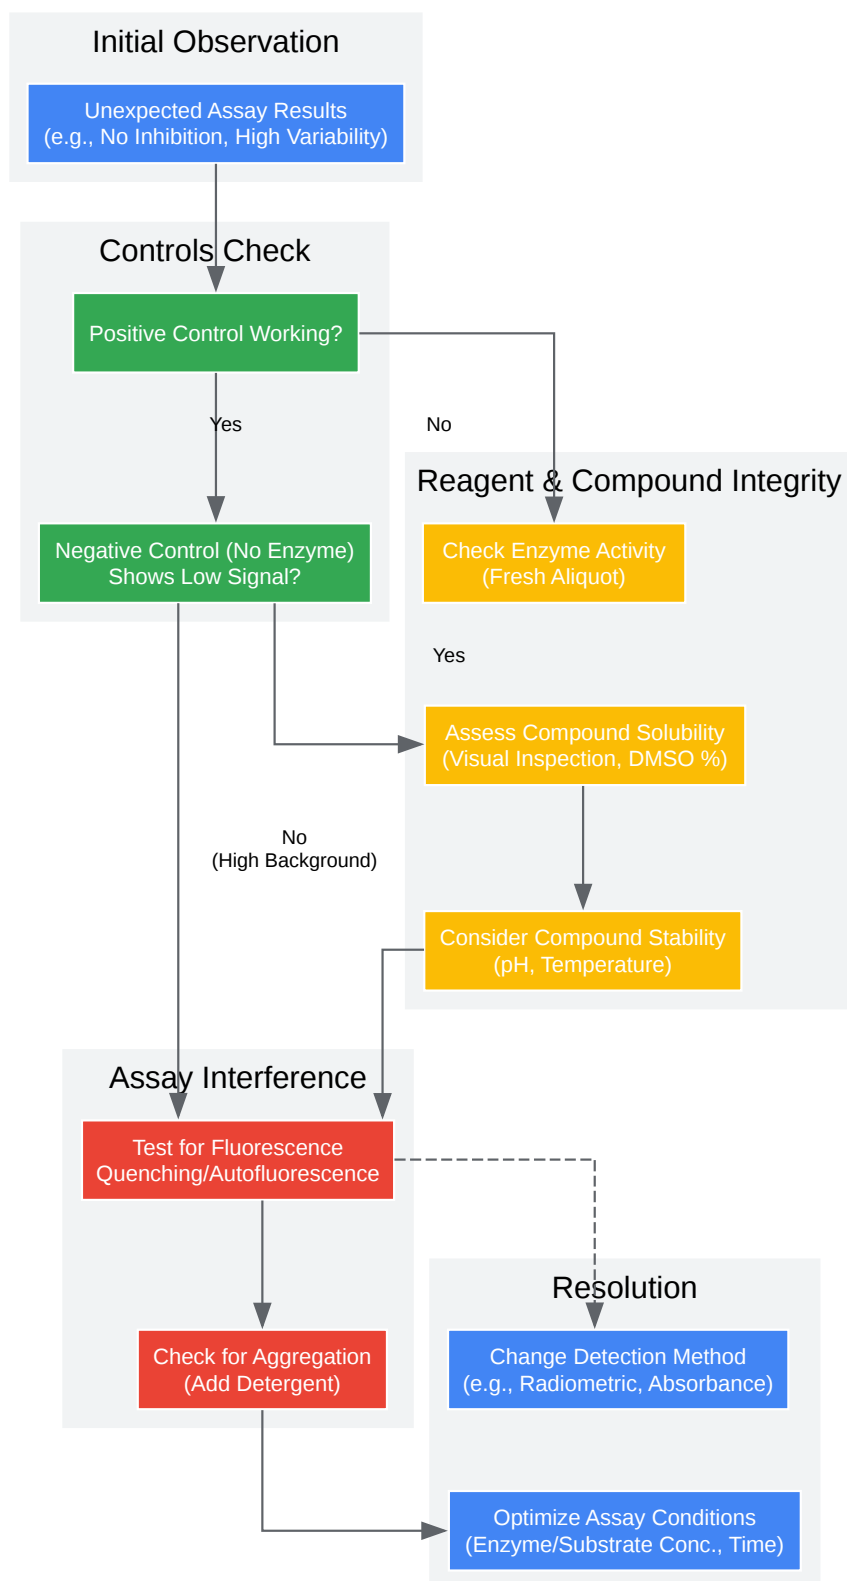 Initial Observation
Unexpected Assay Results
(e.g., No Inhibition, High Variability)
Controls Check
Positive Control Working?
Yes
No
Reagent & Compound Integrity
Negative Control (No Enzyme)
Shows Low Signal?
Check Enzyme Activity
(Fresh Aliquot)
Yes
Assess Compound Solubility
(Visual Inspection, DMSO %)
No
(High Background)
Consider Compound Stability
(pH, Temperature)
Assay Interference
Test for Fluorescence
Quenching/Autofluorescence
Resolution
Check for Aggregation
(Add Detergent)
Change Detection Method
(e.g., Radiometric, Absorbance)
Optimize Assay Conditions
(Enzyme/Substrate Conc., Time)